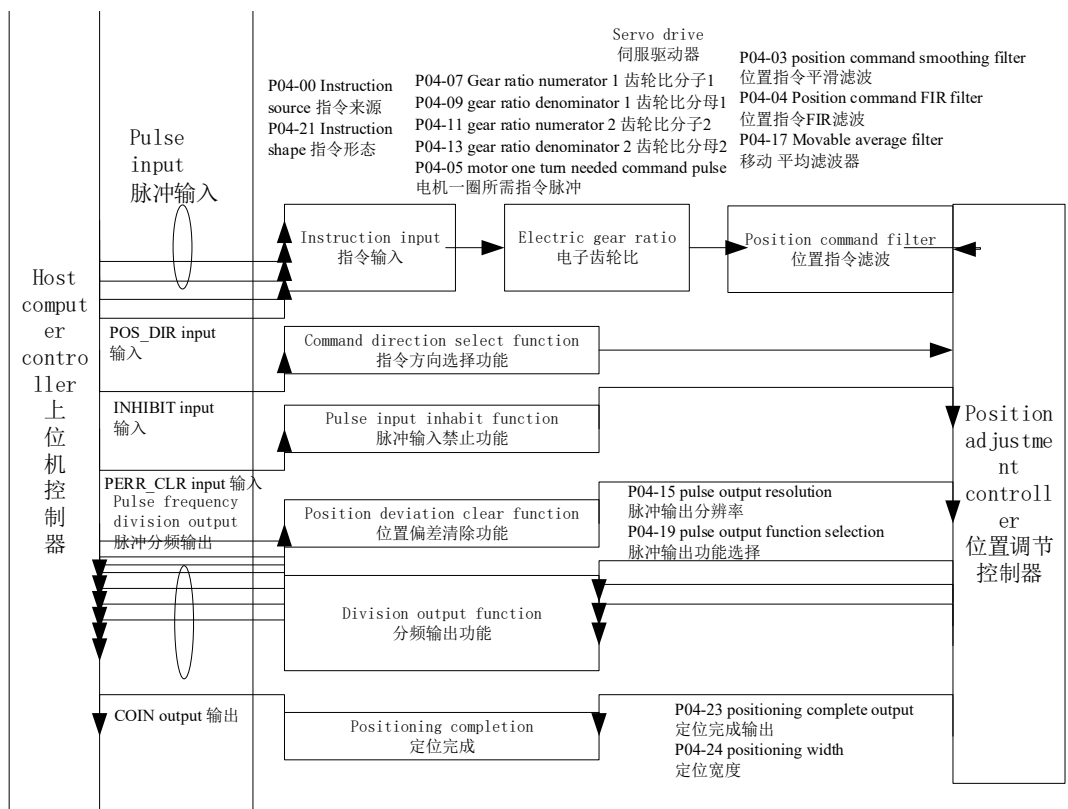 Servo drive
伺服驱动器
P04-00 Instruction
source 指令来源
P04-21 Instruction
shape 指令形态
P04-07 Gear ratio numerator 1 齿轮比分子1
P04-09 gear ratio denominator 1 齿轮比分母1
P04-11 gear ratio numerator 2 齿轮比分子2
P04-13 gear ratio denominator 2 齿轮比分母2
P04-05 motor one turn needed command pulse
电机一圈所需指令脉冲
P04-03 position command smoothing filter
位置指令平滑滤波
P04-04 Position command FIR filter
位置指令FIR滤波
P04-17 Movable average filter
移动 平均滤波器
Pulse
input
脉冲输入
Instruction input
指令输入
Electric gear ratio
电子齿轮比
Position command filter
位置指令滤波
Host
comput
er
contro
ller
上
位
机
控
制
器
POS_DIR input
输入
Command direction select function
指令方向选择功能
INHIBIT input
输入
Pulse input inhabit function
脉冲输入禁止功能
Position
adjustme
nt
controll
er
位置调节
控制器
PERR_CLR input 输入
Pulse frequency
division output
脉冲分频输出
Position deviation clear function
位置偏差清除功能
P04-15 pulse output resolution
脉冲输出分辨率
P04-19 pulse output function selection
脉冲输出功能选择
Division output function
分频输出功能
COIN output 输出
Positioning completion
定位完成
P04-23 positioning complete output
定位完成输出
P04-24 positioning width
定位宽度